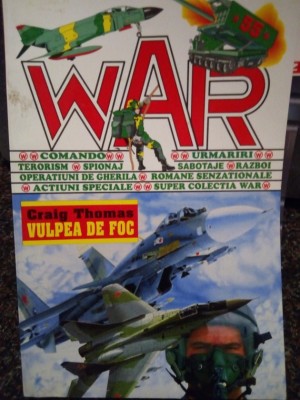 98
WAR
COMANDO URMARIRI
TERORISM SPIONAJ SABOTAJE RAZBOI
OPERATIUNI DE GHERILA ROMANE SENZATIONALE
ACTIUNI SPECIALE SUPER COLECTIA WAR
Craig Thomas
VULPEA DE FOC